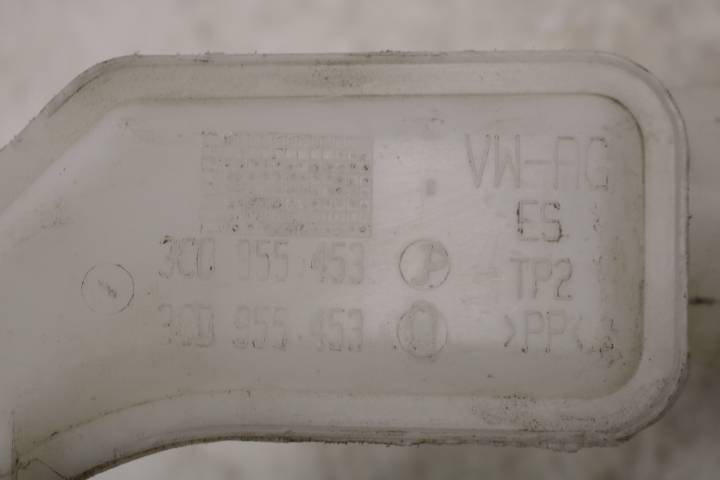 VW-AG
ES
3C0 955 453 P
TP2
3C0 955 453 Q
>PP<